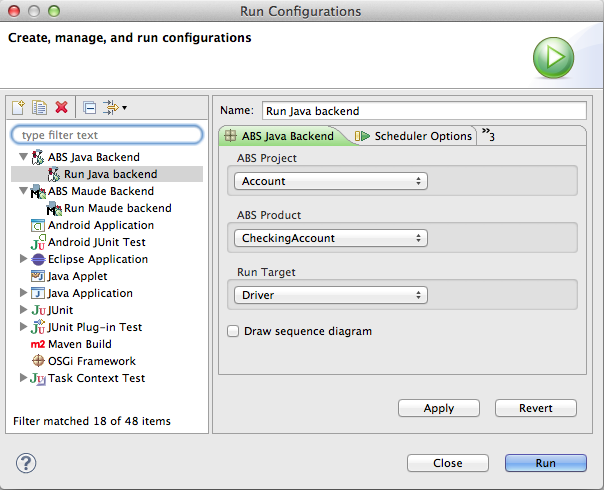 Run Configurations
Create, manage, and run configurations
type filter text
ABS Java Backend
Run Java backend
ABS Maude Backend
Run Maude backend
Android Application
Android JUnit Test
Eclipse Application
Java Applet
Java Application
JUnit
JUnit Plug-in Test
m2 Maven Build
OSGi Framework
Task Context Test
Filter matched 18 of 48 items
Name: Run Java backend
ABS Java Backend Scheduler Options »3
ABS Project
Account
ABS Product
CheckingAccount
Run Target
Driver
Draw sequence diagram
Apply Revert
? Close Run